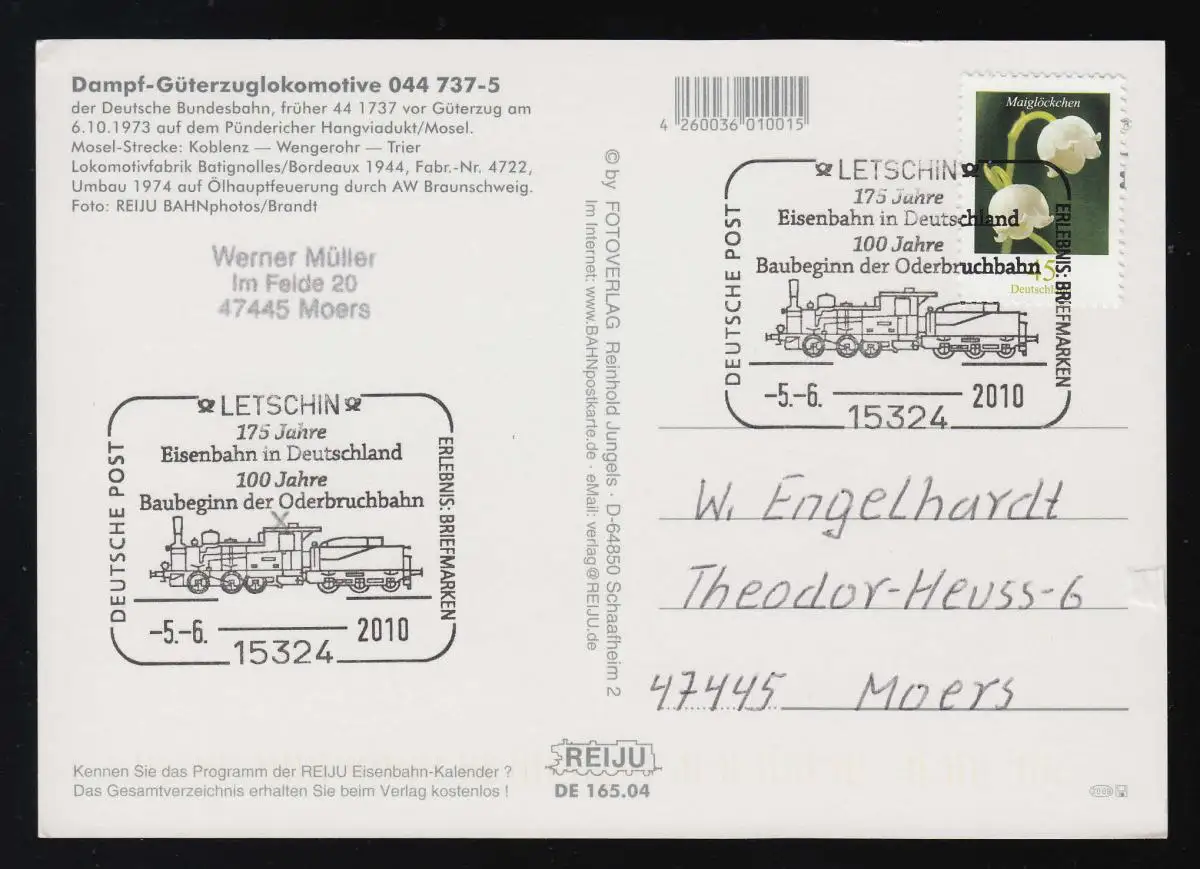 Dampf-Güterzuglokomotive 044 737-5
der Deutsche Bundesbahn, früher 44 1737 vor Güterzug am
6.10.1973 auf dem Pündericher Hangviadukt/Mosel.
Mosel-Strecke: Koblenz — Wengerohr — Trier
Lokomotivfabrik Batignolles/Bordeaux 1944, Fabr.-Nr. 4722,
Umbau 1974 auf Ölhauptfeuerung durch AW Braunschweig.
Foto: REIJU BAHNphotos/Brandt
Werner Müller
Im Felde 20
47445 Moers
LETSCHIN
175 Jahre
Eisenbahn in Deutschland
100 Jahre
Baubeginn der Oderbruchbahn
DEUTSCHE POST
ERLEBNIS: BRIEFMARKEN
-5.-6. 2010
15324
Kennen Sie das Programm der REIJU Eisenbahn-Kalender ?
Das Gesamtverzeichnis erhalten Sie beim Verlag kostenlos !
© by FOTOVERLAG Reinhold Jungels · D-64850 Schaafheim 2
Im Internet: www.BAHNpostkarte.de · eMail: verlag@REIJU.de
REIJU
DE 165.04
4 260036 010015
Maiglöckchen
45
LETSCHIN
175 Jahre
Eisenbahn in Deutschland
100 Jahre
Baubeginn der Oderbruchbahn
DEUTSCHE POST
ERLEBNIS: BRIEFMARKEN
-5.-6. 2010
15324
W. Engelhardt
Theodor-Heuss-6
47445 Moers